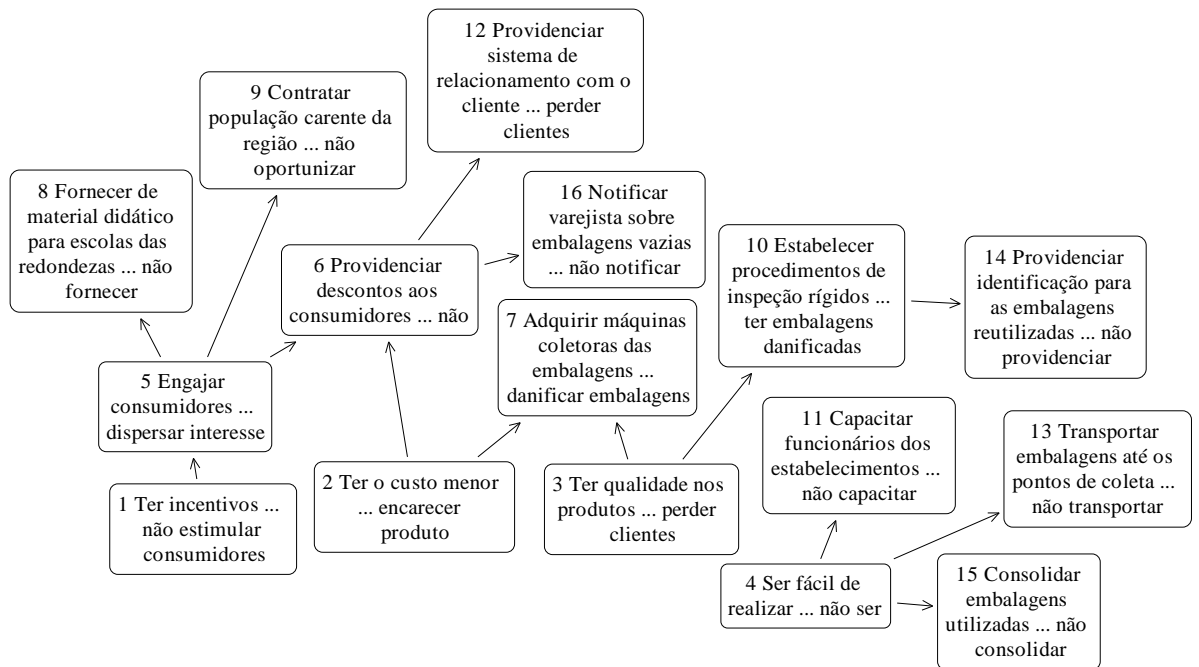 12 Providenciar
sistema de
relacionamento com o
cliente ... perder
clientes
9 Contratar
população carente da
região ... não
oportunizar
8 Fornecer de
material didático
para escolas das
redondezas ... não
fornecer
16 Notificar
varejista sobre
embalagens vazias
... não notificar
6 Providenciar
descontos aos
consumidores ... não
10 Estabelecer
procedimentos de
inspeção rígidos ...
ter embalagens
danificadas
14 Providenciar
identificação para
as embalagens
reutilizadas ... não
providenciar
7 Adquirir máquinas
coletoras das
embalagens ...
danificar embalagens
5 Engajar
consumidores ...
dispersar interesse
11 Capacitar
funcionários dos
estabelecimentos ...
não capacitar
13 Transportar
embalagens até os
pontos de coleta ...
não transportar
1 Ter incentivos ...
não estimular
consumidores
2 Ter o custo menor
... encarecer
produto
3 Ter qualidade nos
produtos ... perder
clientes
4 Ser fácil de
realizar ... não ser
15 Consolidar
embalagens
utilizadas ... não
consolidar